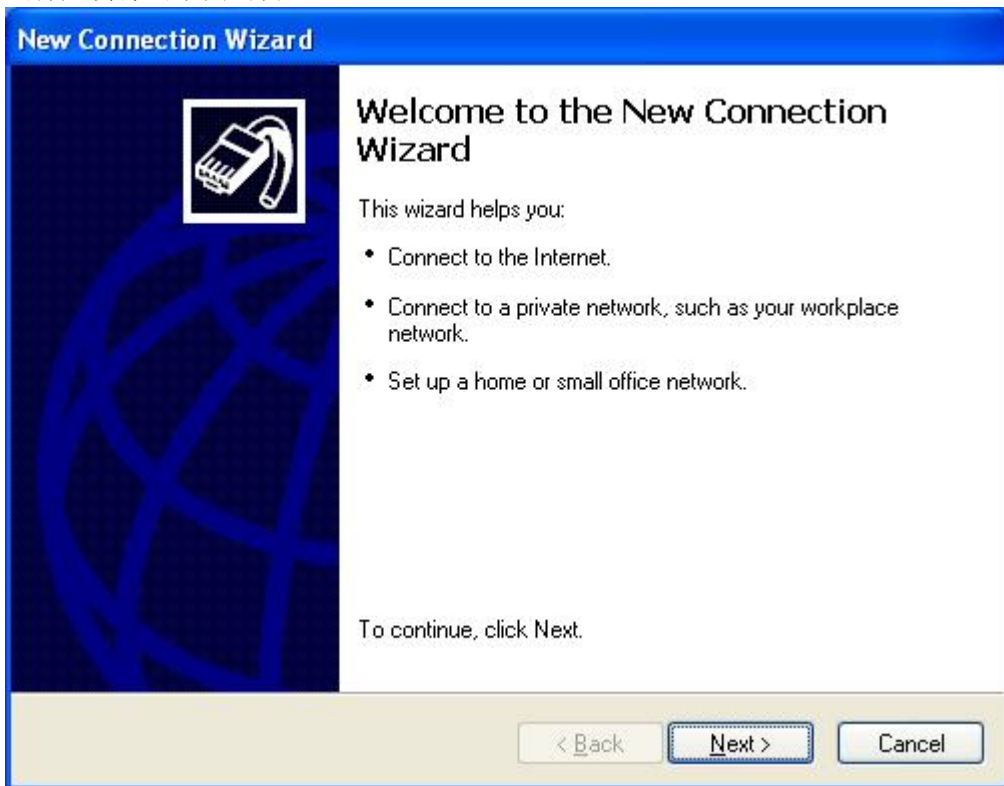 New Connection Wizard
Welcome to the New Connection
Wizard
This wizard helps you:
• Connect to the Internet.
• Connect to a private network, such as your workplace
network.
• Set up a home or small office network.
To continue, click Next.
< Back Next > Cancel